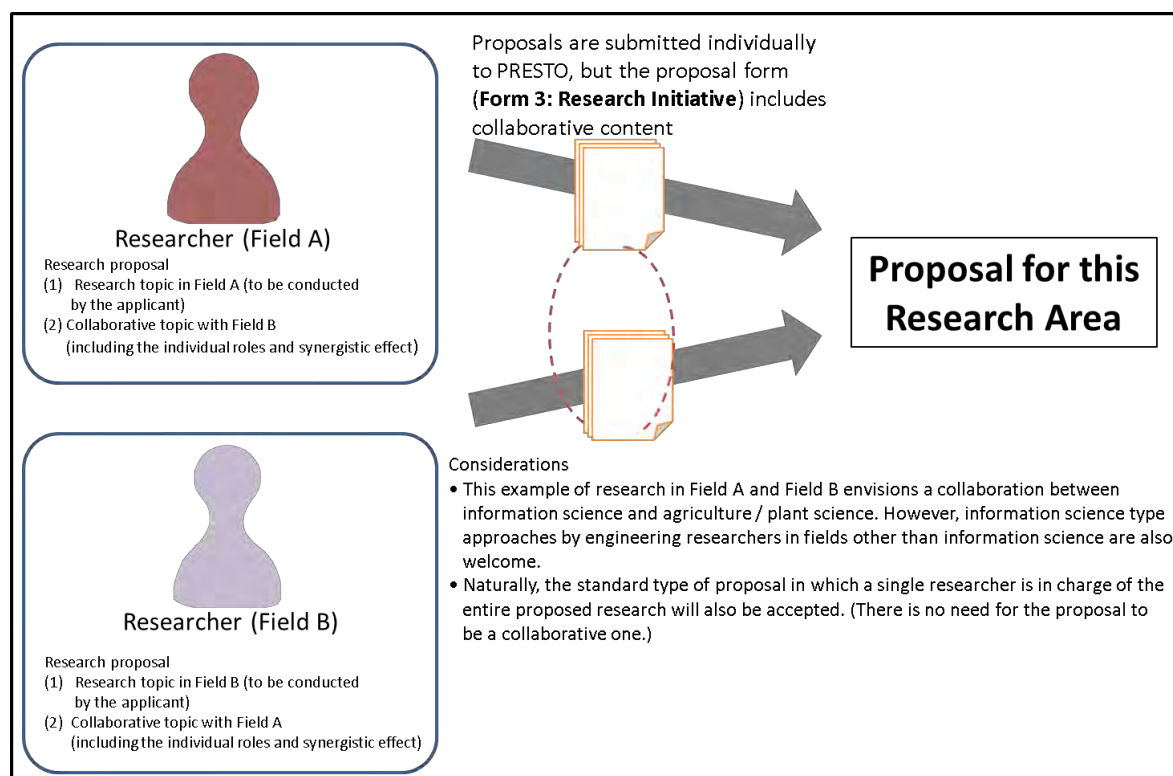 Researcher (Field A)
Research proposal
(1) Research topic in Field A (to be conducted
by the applicant)
(2) Collaborative topic with Field B
(including the individual roles and synergistic effect)
Proposals are submitted individually
to PRESTO, but the proposal form
(Form 3: Research Initiative) includes
collaborative content
Proposal for this
Research Area
Researcher (Field B)
Research proposal
(1) Research topic in Field B (to be conducted
by the applicant)
(2) Collaborative topic with Field A
(including the individual roles and synergistic effect)
Considerations
• This example of research in Field A and Field B envisions a collaboration between
information science and agriculture / plant science. However, information science type
approaches by engineering researchers in fields other than information science are also
welcome.
• Naturally, the standard type of proposal in which a single researcher is in charge of the
entire proposed research will also be accepted. (There is no need for the proposal to
be a collaborative one.)